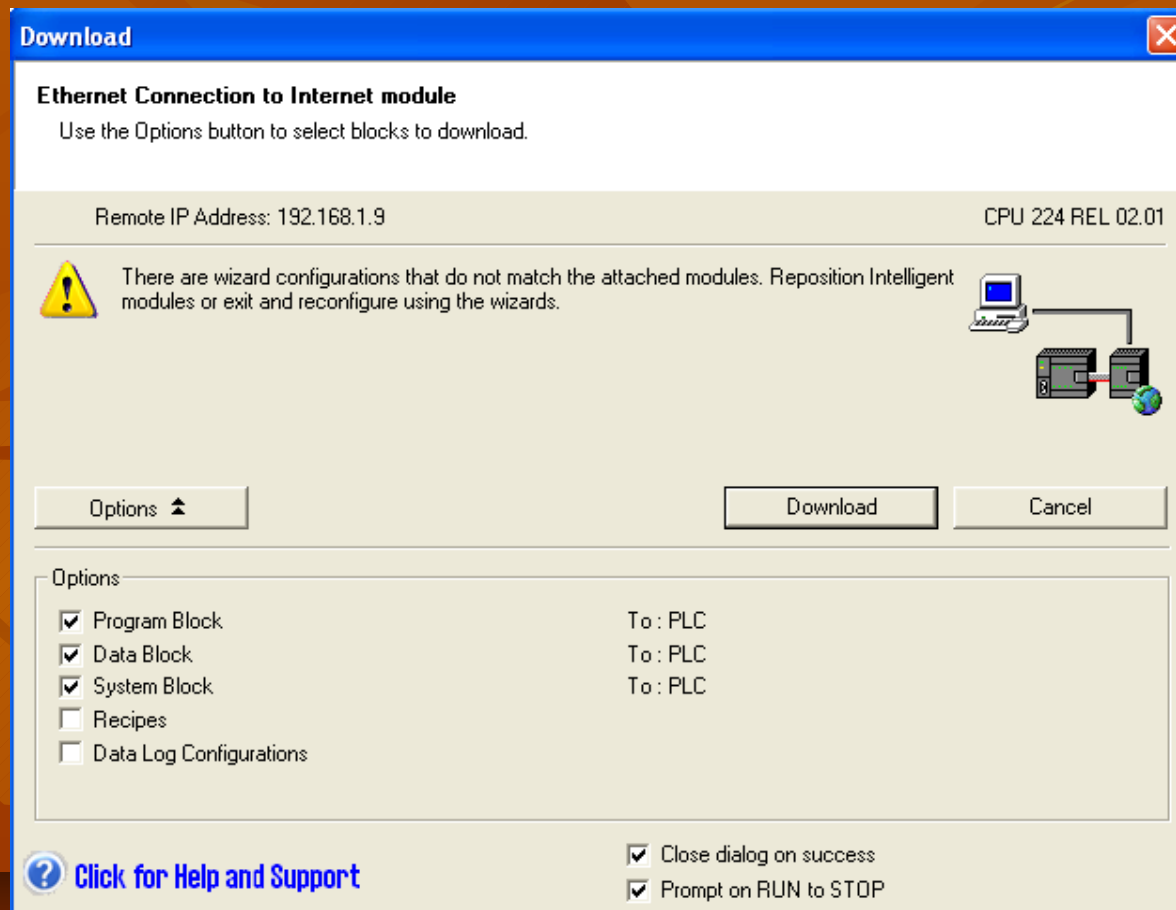 Download
Ethernet Connection to Internet module
Use the Options button to select blocks to download.
Remote IP Address: 192.168.1.9
CPU 224 REL 02.01
There are wizard configurations that do not match the attached modules. Reposition Intelligent
modules or exit and reconfigure using the wizards.
Options
Download
Cancel
Options
Program Block
To : PLC
Data Block
To : PLC
System Block
To : PLC
Recipes
Data Log Configurations
Click for Help and Support
Close dialog on success
Prompt on RUN to STOP